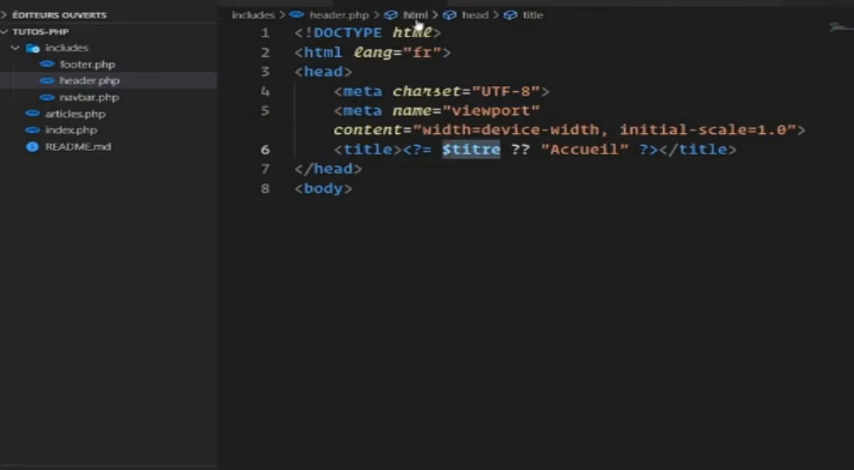 ÉDITEURS OUVERTS
TUTOS-PHP
includes
footer.php
header.php
navbar.php
articles.php
index.php
README.md
includes > header.php > html > head > title
1 <!DOCTYPE html>
2 <html lang="fr">
3 <head>
4 <meta charset="UTF-8">
5 <meta name="viewport"
content="width=device-width, initial-scale=1.0">
6 <title><?= $titre ?? "Accueil" ?></title>
7 </head>
8 <body>